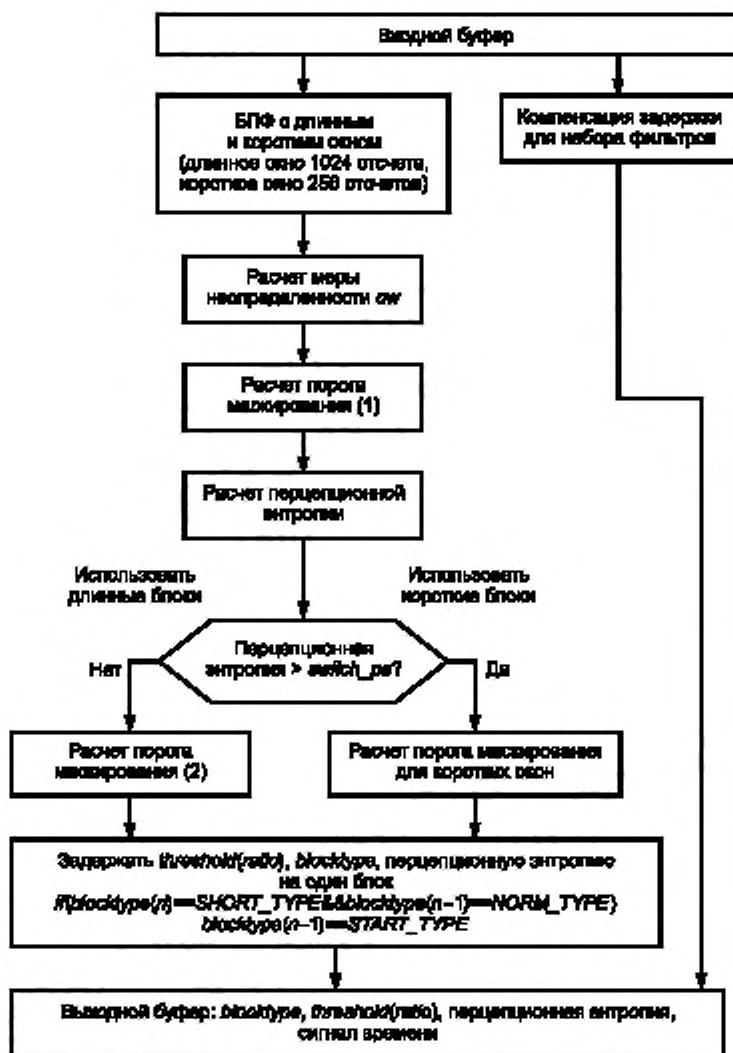 Входной буфер
БПФ с длинным
и коротким окном
(длинное окно 1024 отсчета,
короткое окно 256 отсчетов)
Компенсация задержки
для набора фильтров
Расчет меры
неопределенности cw
Расчет порога
маскирования (1)
Расчет перцепционной
энтропии
Использовать
длинные блоки
Использовать
короткие блоки
Перцепционная
энтропия > switch_pe?
Нет
Да
Расчет порога
маскирования (2)
Расчет порога маскирования
для коротких окон
Задержать threshold(ratio), blocktype, перцепционную энтропию
на один блок
if{blocktype(n)==SHORT_TYPE&&blocktype(n–1)==NORM_TYPE}
blocktype(n–1)==START_TYPE
Выходной буфер: blocktype, threshold(ratio), перцепционная энтропия,
сигнал времени